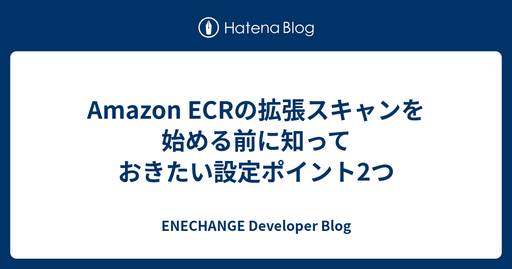 Hatena Blog
Amazon ECRの拡張スキャンを
始める前に知って
おきたい設定ポイント2つ
ENECHANGE Developer Blog